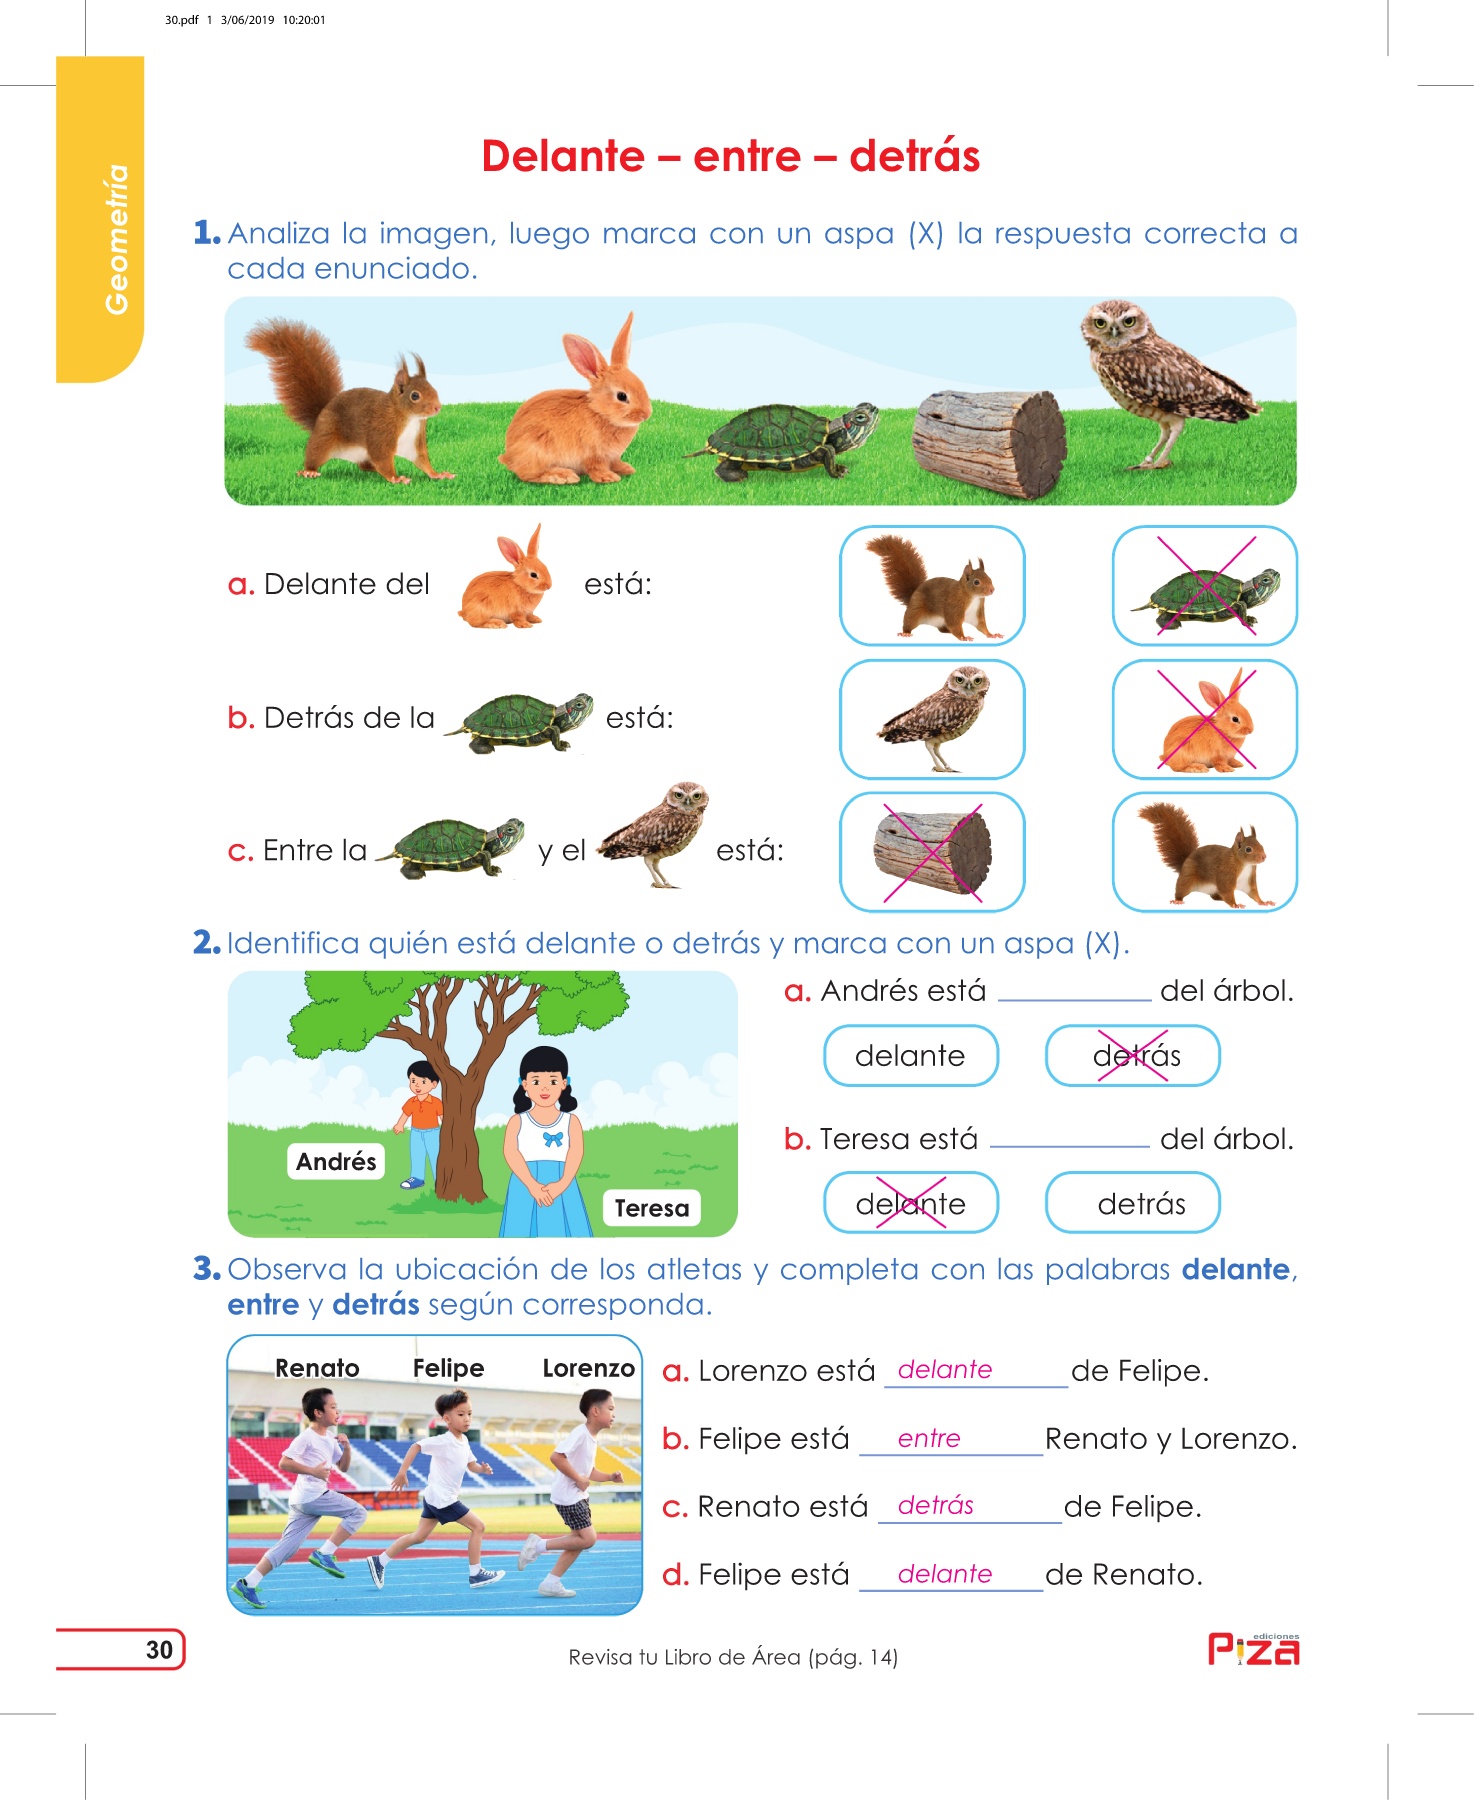 30.pdf 1 3/06/2019 10:20:01
Geometría
Delante – entre – detrás
1. Analiza la imagen, luego marca con un aspa (X) la respuesta correcta a
cada enunciado.
a. Delante del está:
b. Detrás de la está:
c. Entre la y el está:
2. Identifica quién está delante o detrás y marca con un aspa (X).
Andrés
Teresa
a. Andrés está ____________ del árbol.
delante detrás
b. Teresa está ____________ del árbol.
delante detrás
3. Observa la ubicación de los atletas y completa con las palabras delante,
entre y detrás según corresponda.
Renato Felipe Lorenzo
a. Lorenzo está delante de Felipe.
b. Felipe está entre Renato y Lorenzo.
c. Renato está detrás de Felipe.
d. Felipe está delante de Renato.
30
Revisa tu Libro de Área (pág. 14)
ediciones
Piza